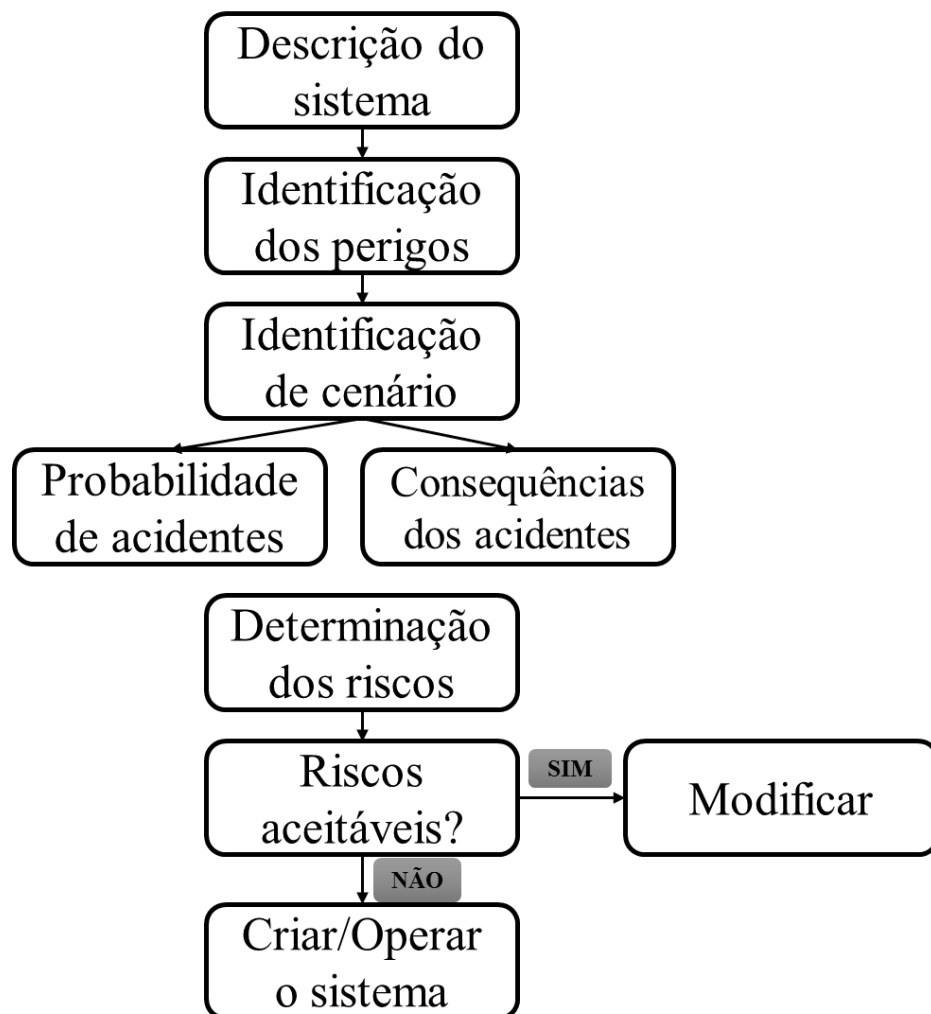 Descrição do
sistema
Identificação
dos perigos
Identificação
de cenário
Probabilidade
de acidentes
Consequências
dos acidentes
Determinação
dos riscos
Riscos
aceitáveis?
SIM
Modificar
NÃO
Criar/Operar
o sistema